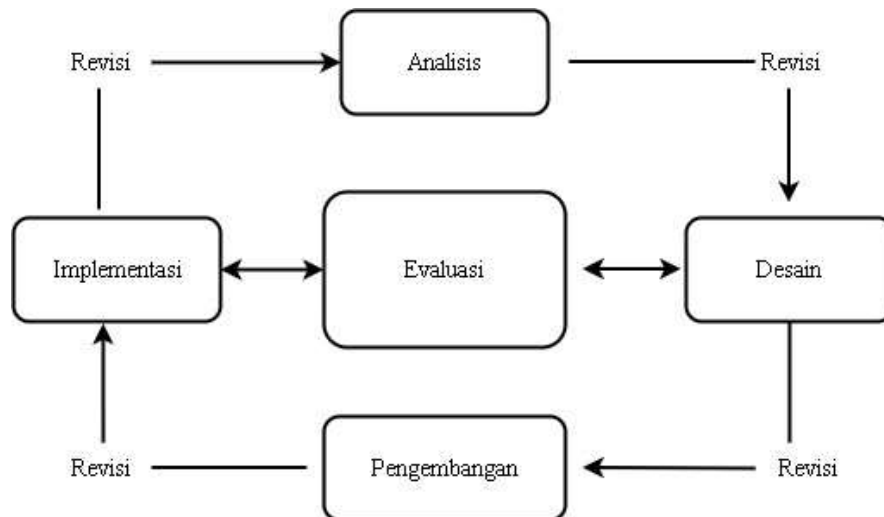 Revisi
Analisis
Revisi
Implementasi
Evaluasi
Desain
Revisi
Pengembangan
Revisi